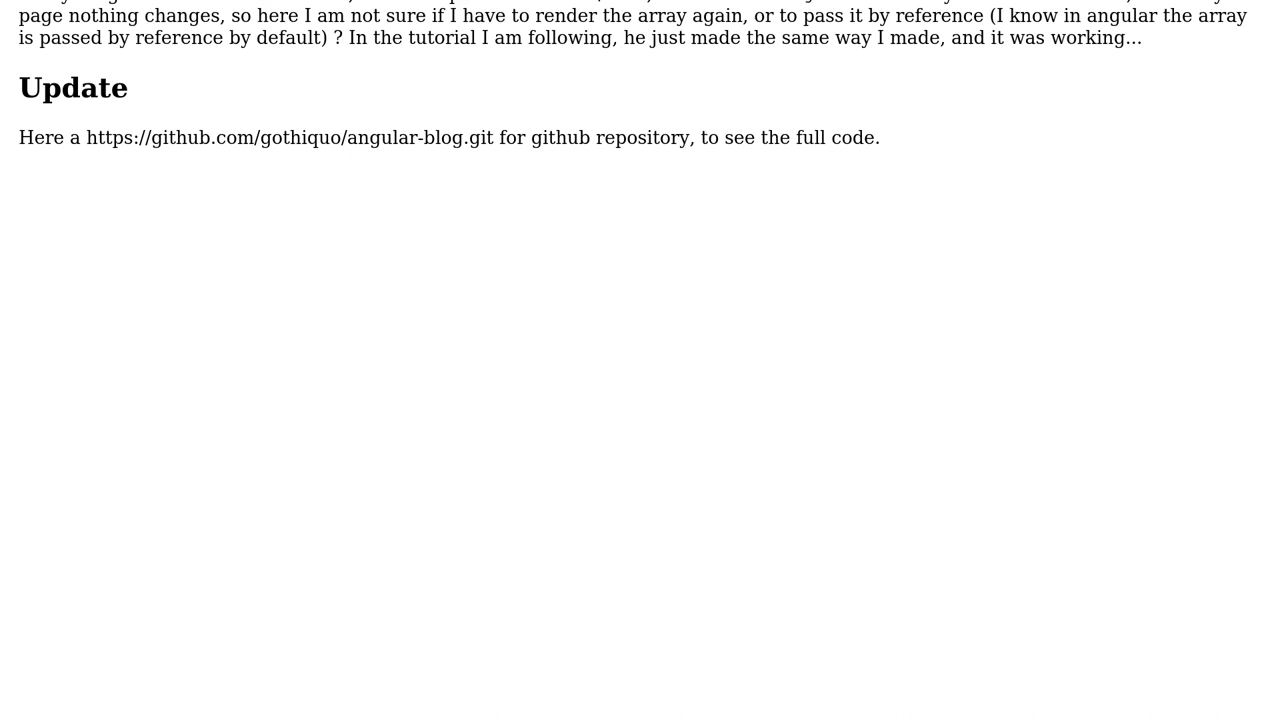 page nothing changes, so here I am not sure if I have to render the array again, or to pass it by reference (I know in angular the array
is passed by reference by default) ? In the tutorial I am following, he just made the same way I made, and it was working...
Update
Here a https://github.com/gothiquo/angular-blog.git for github repository, to see the full code.